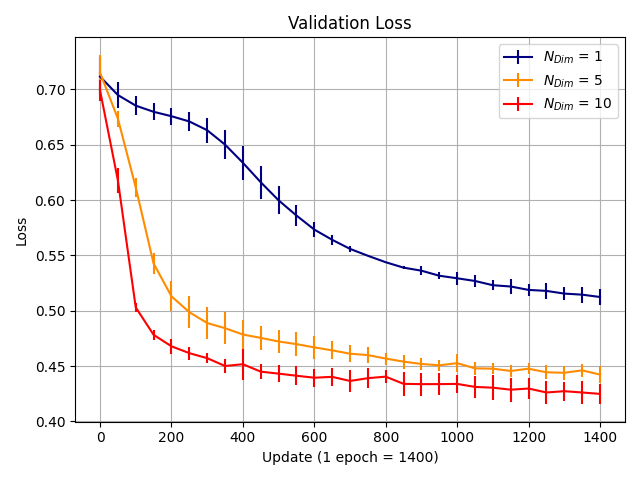 Validation Loss
N_Dim = 1
N_Dim = 5
N_Dim = 10
0.70
0.65
0.60
0.55
0.50
0.45
0.40
Loss
0 200 400 600 800 1000 1200 1400
Update (1 epoch = 1400)